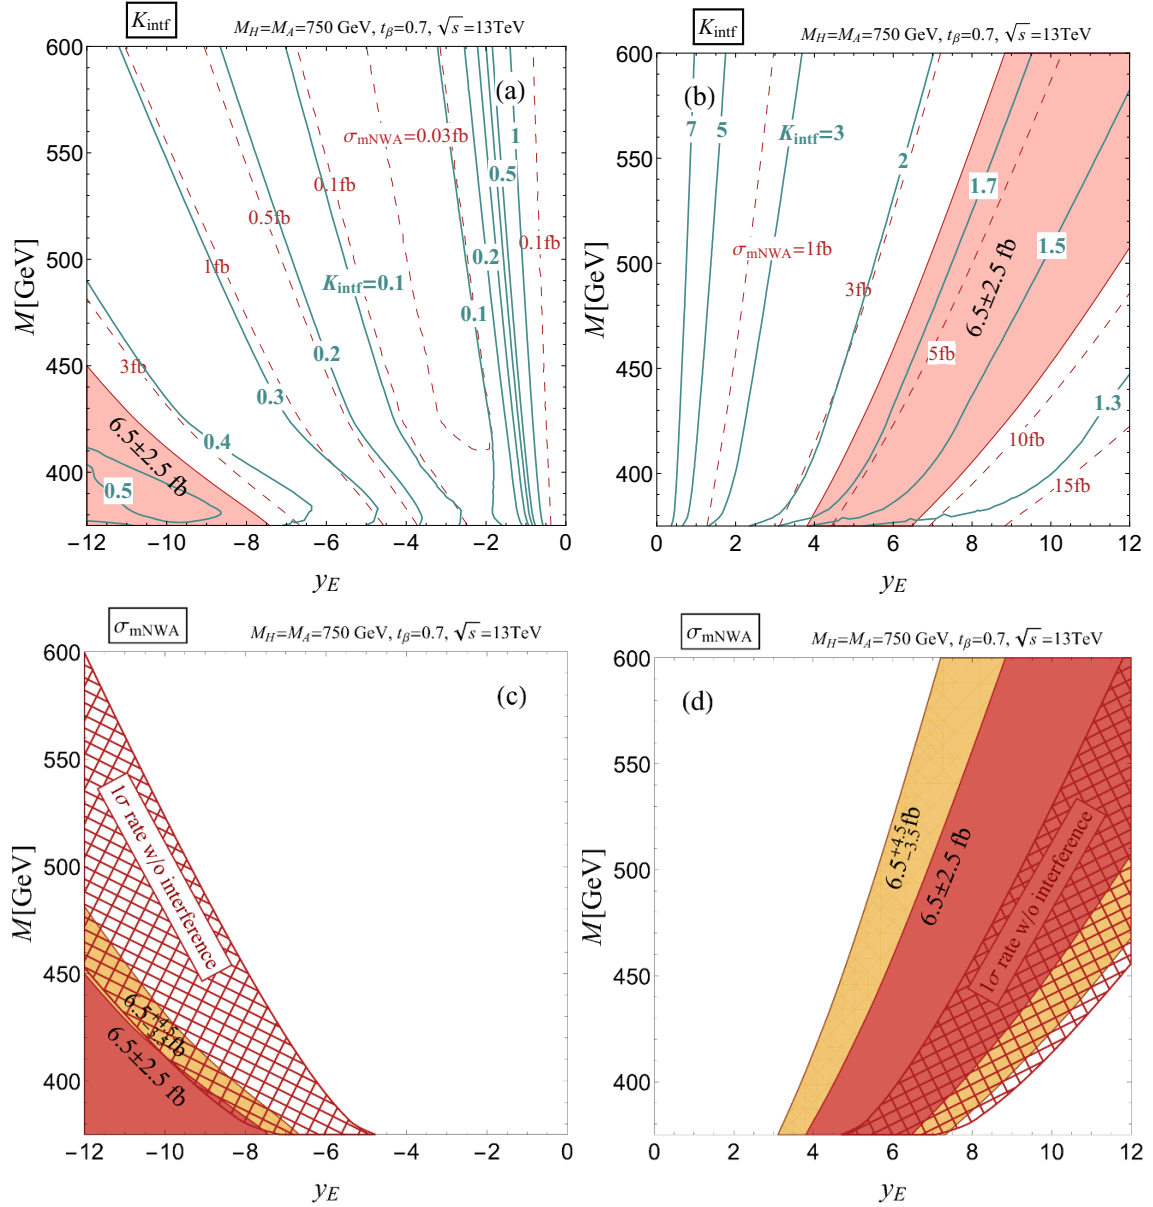 K_intf
M_H=M_A=750 GeV, t_β=0.7, √s=13TeV
(a)
σ_mNWA=0.03fb
1
0.5
0.1fb
0.5fb
0.1fb
1fb
0.2
K_intf=0.1
0.1
0.2
3fb
0.3
0.4
6.5±2.5 fb
0.5
600
550
500
450
400
M[GeV]
−12
−10
−8
−6
−4
−2
0
y_E
K_intf
M_H=M_A=750 GeV, t_β=0.7, √s=13TeV
(b)
7
5
K_intf=3
2
1.7
σ_mNWA=1fb
1.5
6.5±2.5 fb
3fb
5fb
1.3
10fb
15fb
600
550
500
450
400
M[GeV]
0
2
4
6
8
10
12
y_E
σ_mNWA
M_H=M_A=750 GeV, t_β=0.7, √s=13TeV
(c)
1σ rate w/o interference
6.5+4.5−3.5fb
6.5±2.5 fb
600
550
500
450
400
M[GeV]
−12
−10
−8
−6
−4
−2
0
y_E
σ_mNWA
M_H=M_A=750 GeV, t_β=0.7, √s=13TeV
(d)
6.5+4.5−3.5fb
6.5±2.5 fb
1σ rate w/o interference
600
550
500
450
400
M[GeV]
0
2
4
6
8
10
12
y_E